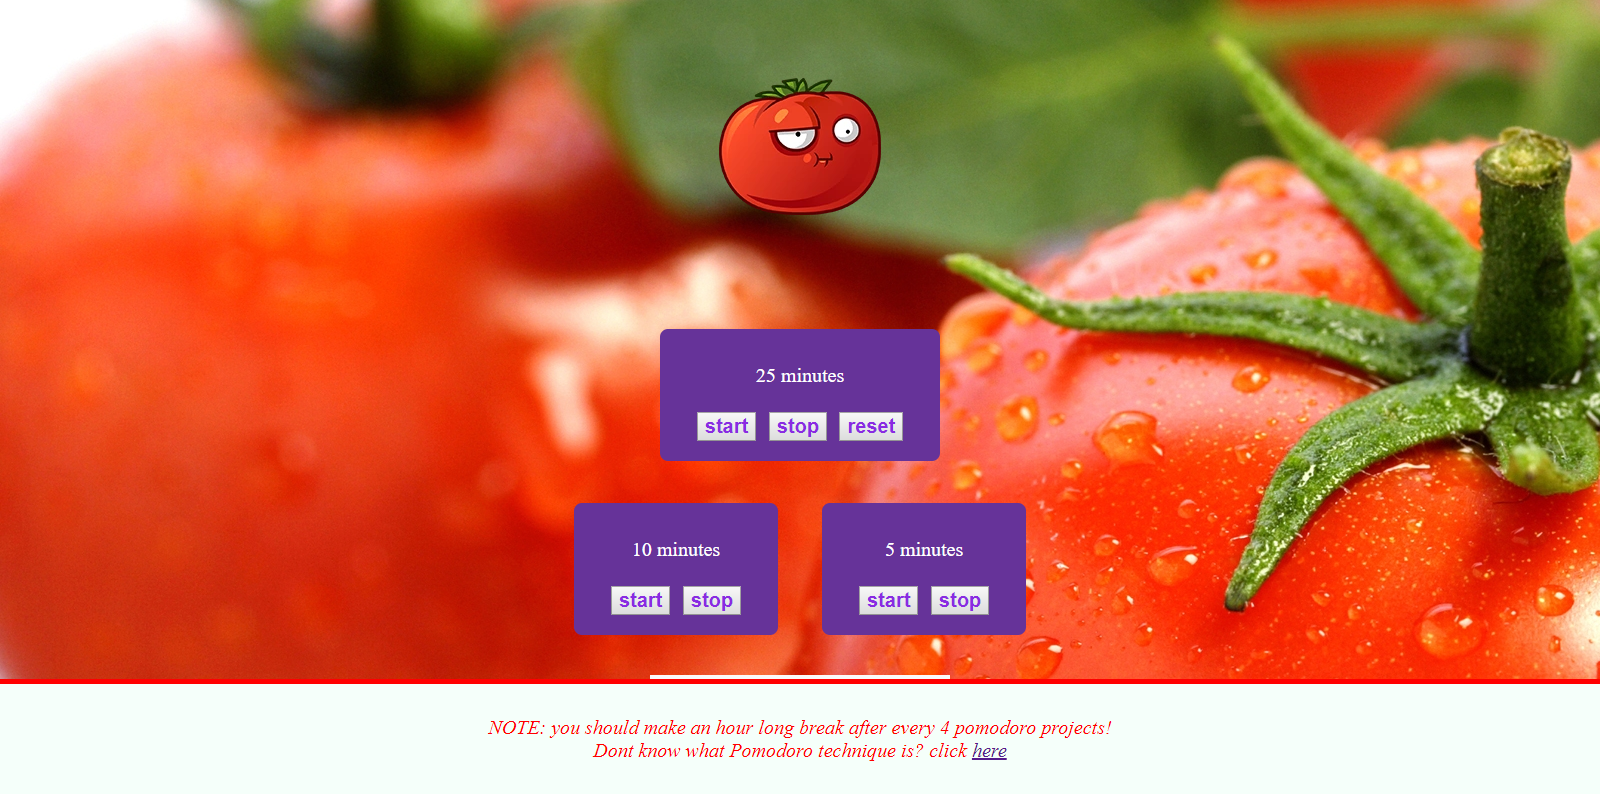 25 minutes
start stop reset
10 minutes
start stop
5 minutes
start stop
NOTE: you should make an hour long break after every 4 pomodoro projects!
Dont know what Pomodoro technique is? click here